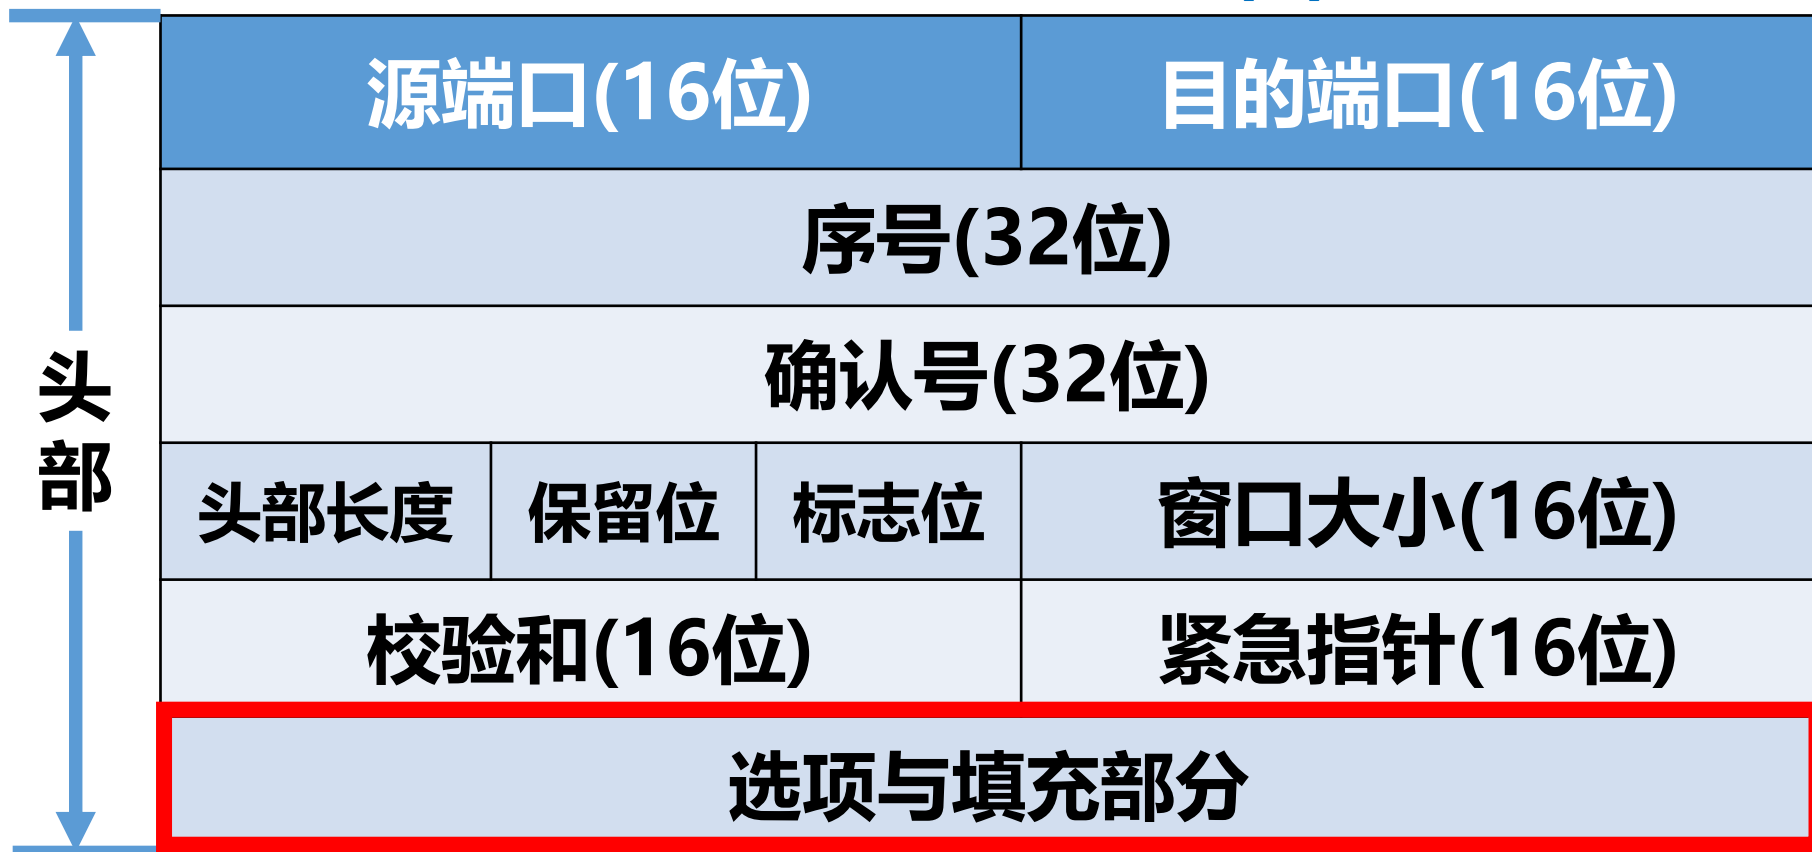 源端口(16位) 目的端口(16位)
序号(32位)
确认号(32位)
头部
头部长度 保留位 标志位 窗口大小(16位)
校验和(16位) 紧急指针(16位)
选项与填充部分